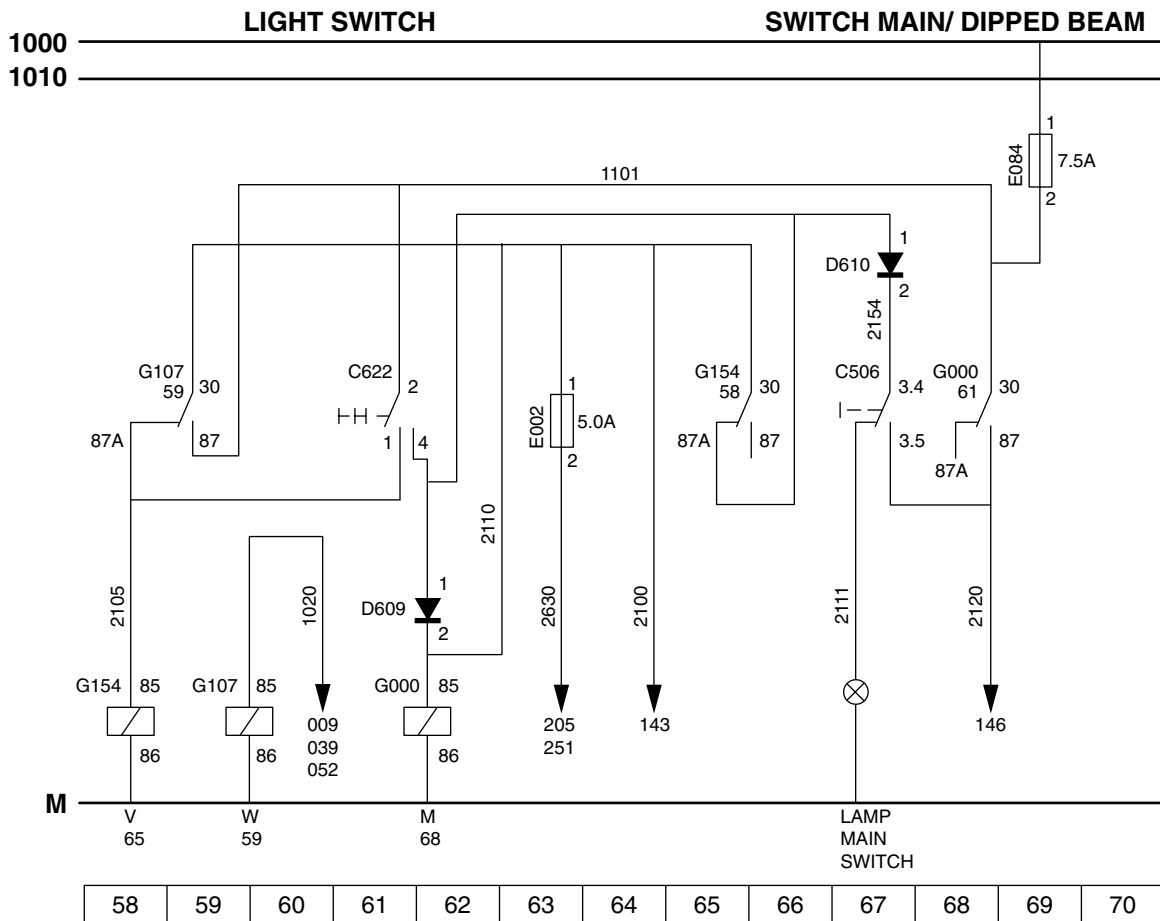 LIGHT SWITCH
SWITCH MAIN/ DIPPED BEAM
1000
1010
1
E084
7.5A
2
1101
1
D610
2
2154
G107
59
30
87A
87
C622
2
1
4
1
E002
5.0A
2
G154
58
30
87A
87
C506
3.4
3.5
G000
61
30
87
87A
2110
2105
1020
1
D609
2
2630
2100
2111
2120
G154
85
86
G107
85
86
G000
85
86
009
039
052
205
251
143
146
M
V
65
W
59
M
68
LAMP
MAIN
SWITCH
58 59 60 61 62 63 64 65 66 67 68 69 70